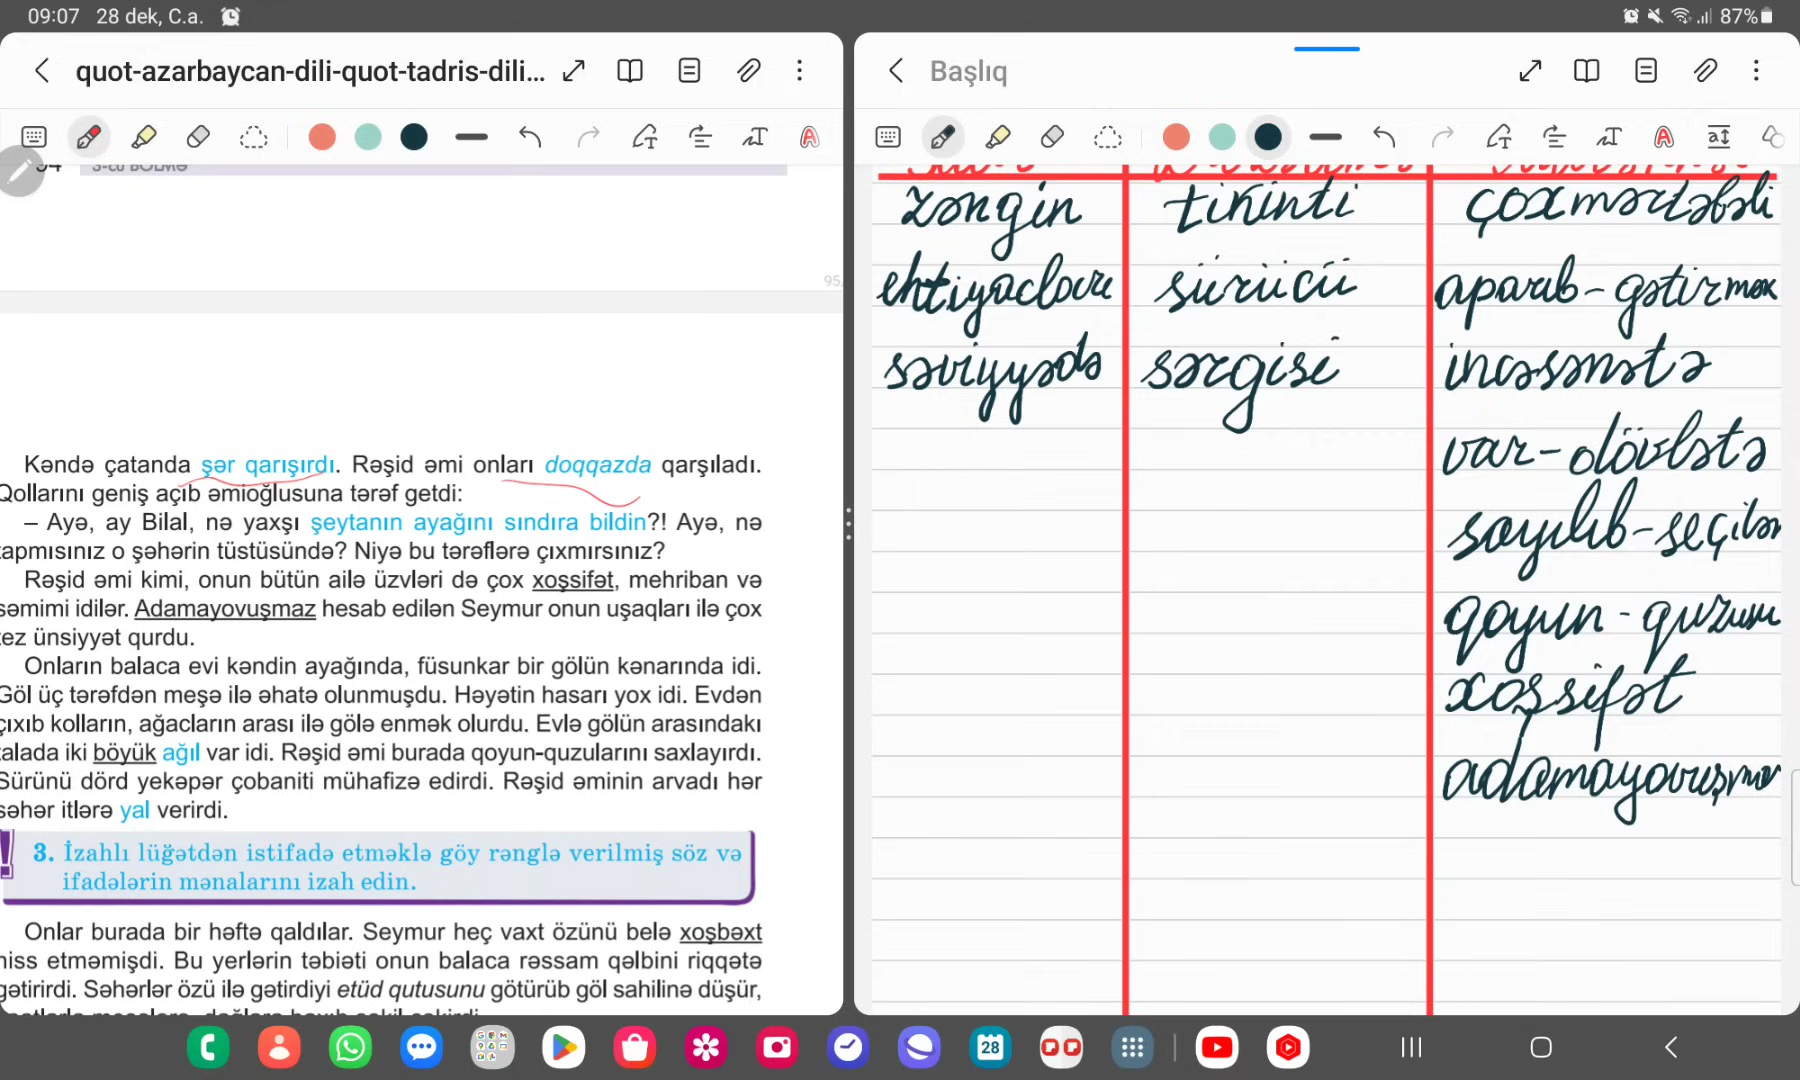 09:07 28 dek, C.a.
87%
quot-azarbaycan-dili-quot-tadris-dili...
94 3-cü BÖLMƏ
95/
Kəndə çatanda şər qarışırdı. Rəşid əmi onları doqqazda qarşıladı.
Qollarını geniş açıb əmioğlusuna tərəf getdi:
– Ayə, ay Bilal, nə yaxşı şeytanın ayağını sındıra bildin?! Ayə, nə
tapmısınız o şəhərin tüstüsündə? Niyə bu tərəflərə çıxmırsınız?
Rəşid əmi kimi, onun bütün ailə üzvləri də çox xoşsifət, mehriban və
səmimi idilər. Adamayovuşmaz hesab edilən Seymur onun uşaqları ilə çox
tez ünsiyyət qurdu.
Onların balaca evi kəndin ayağında, füsunkar bir gölün kənarında idi.
Göl üç tərəfdən meşə ilə əhatə olunmuşdu. Həyətin hasarı yox idi. Evdən
çıxıb kolların, ağacların arası ilə gölə enmək olurdu. Evlə gölün arasındakı
talada iki böyük ağıl var idi. Rəşid əmi burada qoyun-quzularını saxlayırdı.
Sürünü dörd yekəpər çobaniti mühafizə edirdi. Rəşid əminin arvadı hər
səhər itlərə yal verirdi.
! 3. İzahlı lüğətdən istifadə etməklə göy rənglə verilmiş söz və
ifadələrin mənalarını izah edin.
Onlar burada bir həftə qaldılar. Seymur heç vaxt özünü belə xoşbəxt
hiss etməmişdi. Bu yerlərin təbiəti onun balaca rəssam qəlbini riqqətə
gətirirdi. Səhərlər özü ilə gətirdiyi etüd qutusunu götürüb göl sahilinə düşür,
Başlıq
zəngin tikinti çoxmərtəbəli
ehtiyacları sürücü aparıb-gətirmək
səviyyədə sərgisi incəsənətə
var-dövlətə
sayılıb-seçilən
qoyun-quzusu
xoşsifət
adamayovuşmaz
28